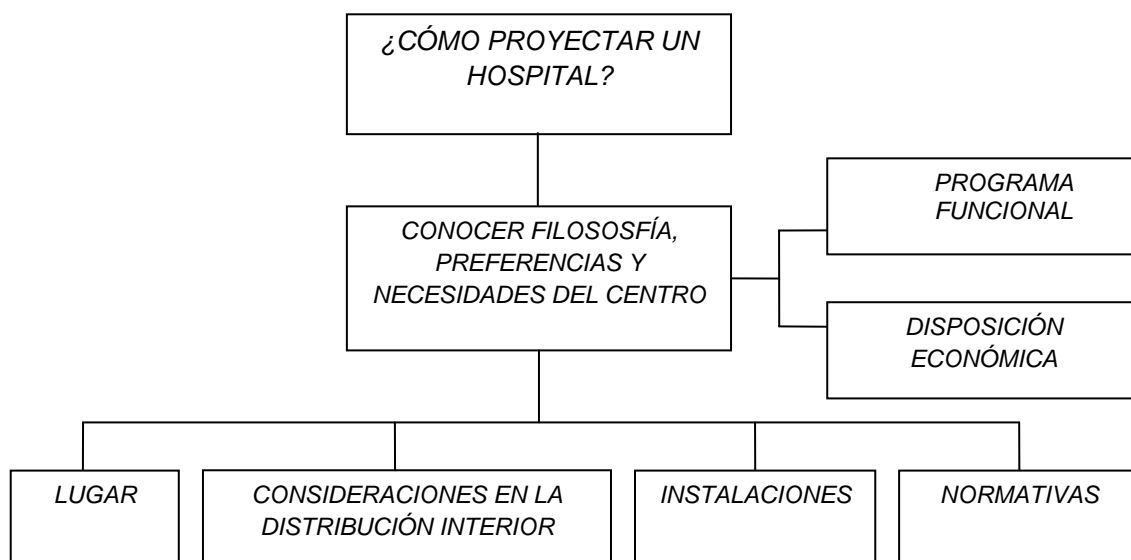 ¿CÓMO PROYECTAR UN
HOSPITAL?
CONOCER FILOSOSFÍA,
PREFERENCIAS Y
NECESIDADES DEL CENTRO
PROGRAMA
FUNCIONAL
DISPOSICIÓN
ECONÓMICA
LUGAR
CONSIDERACIONES EN LA
DISTRIBUCIÓN INTERIOR
INSTALACIONES
NORMATIVAS